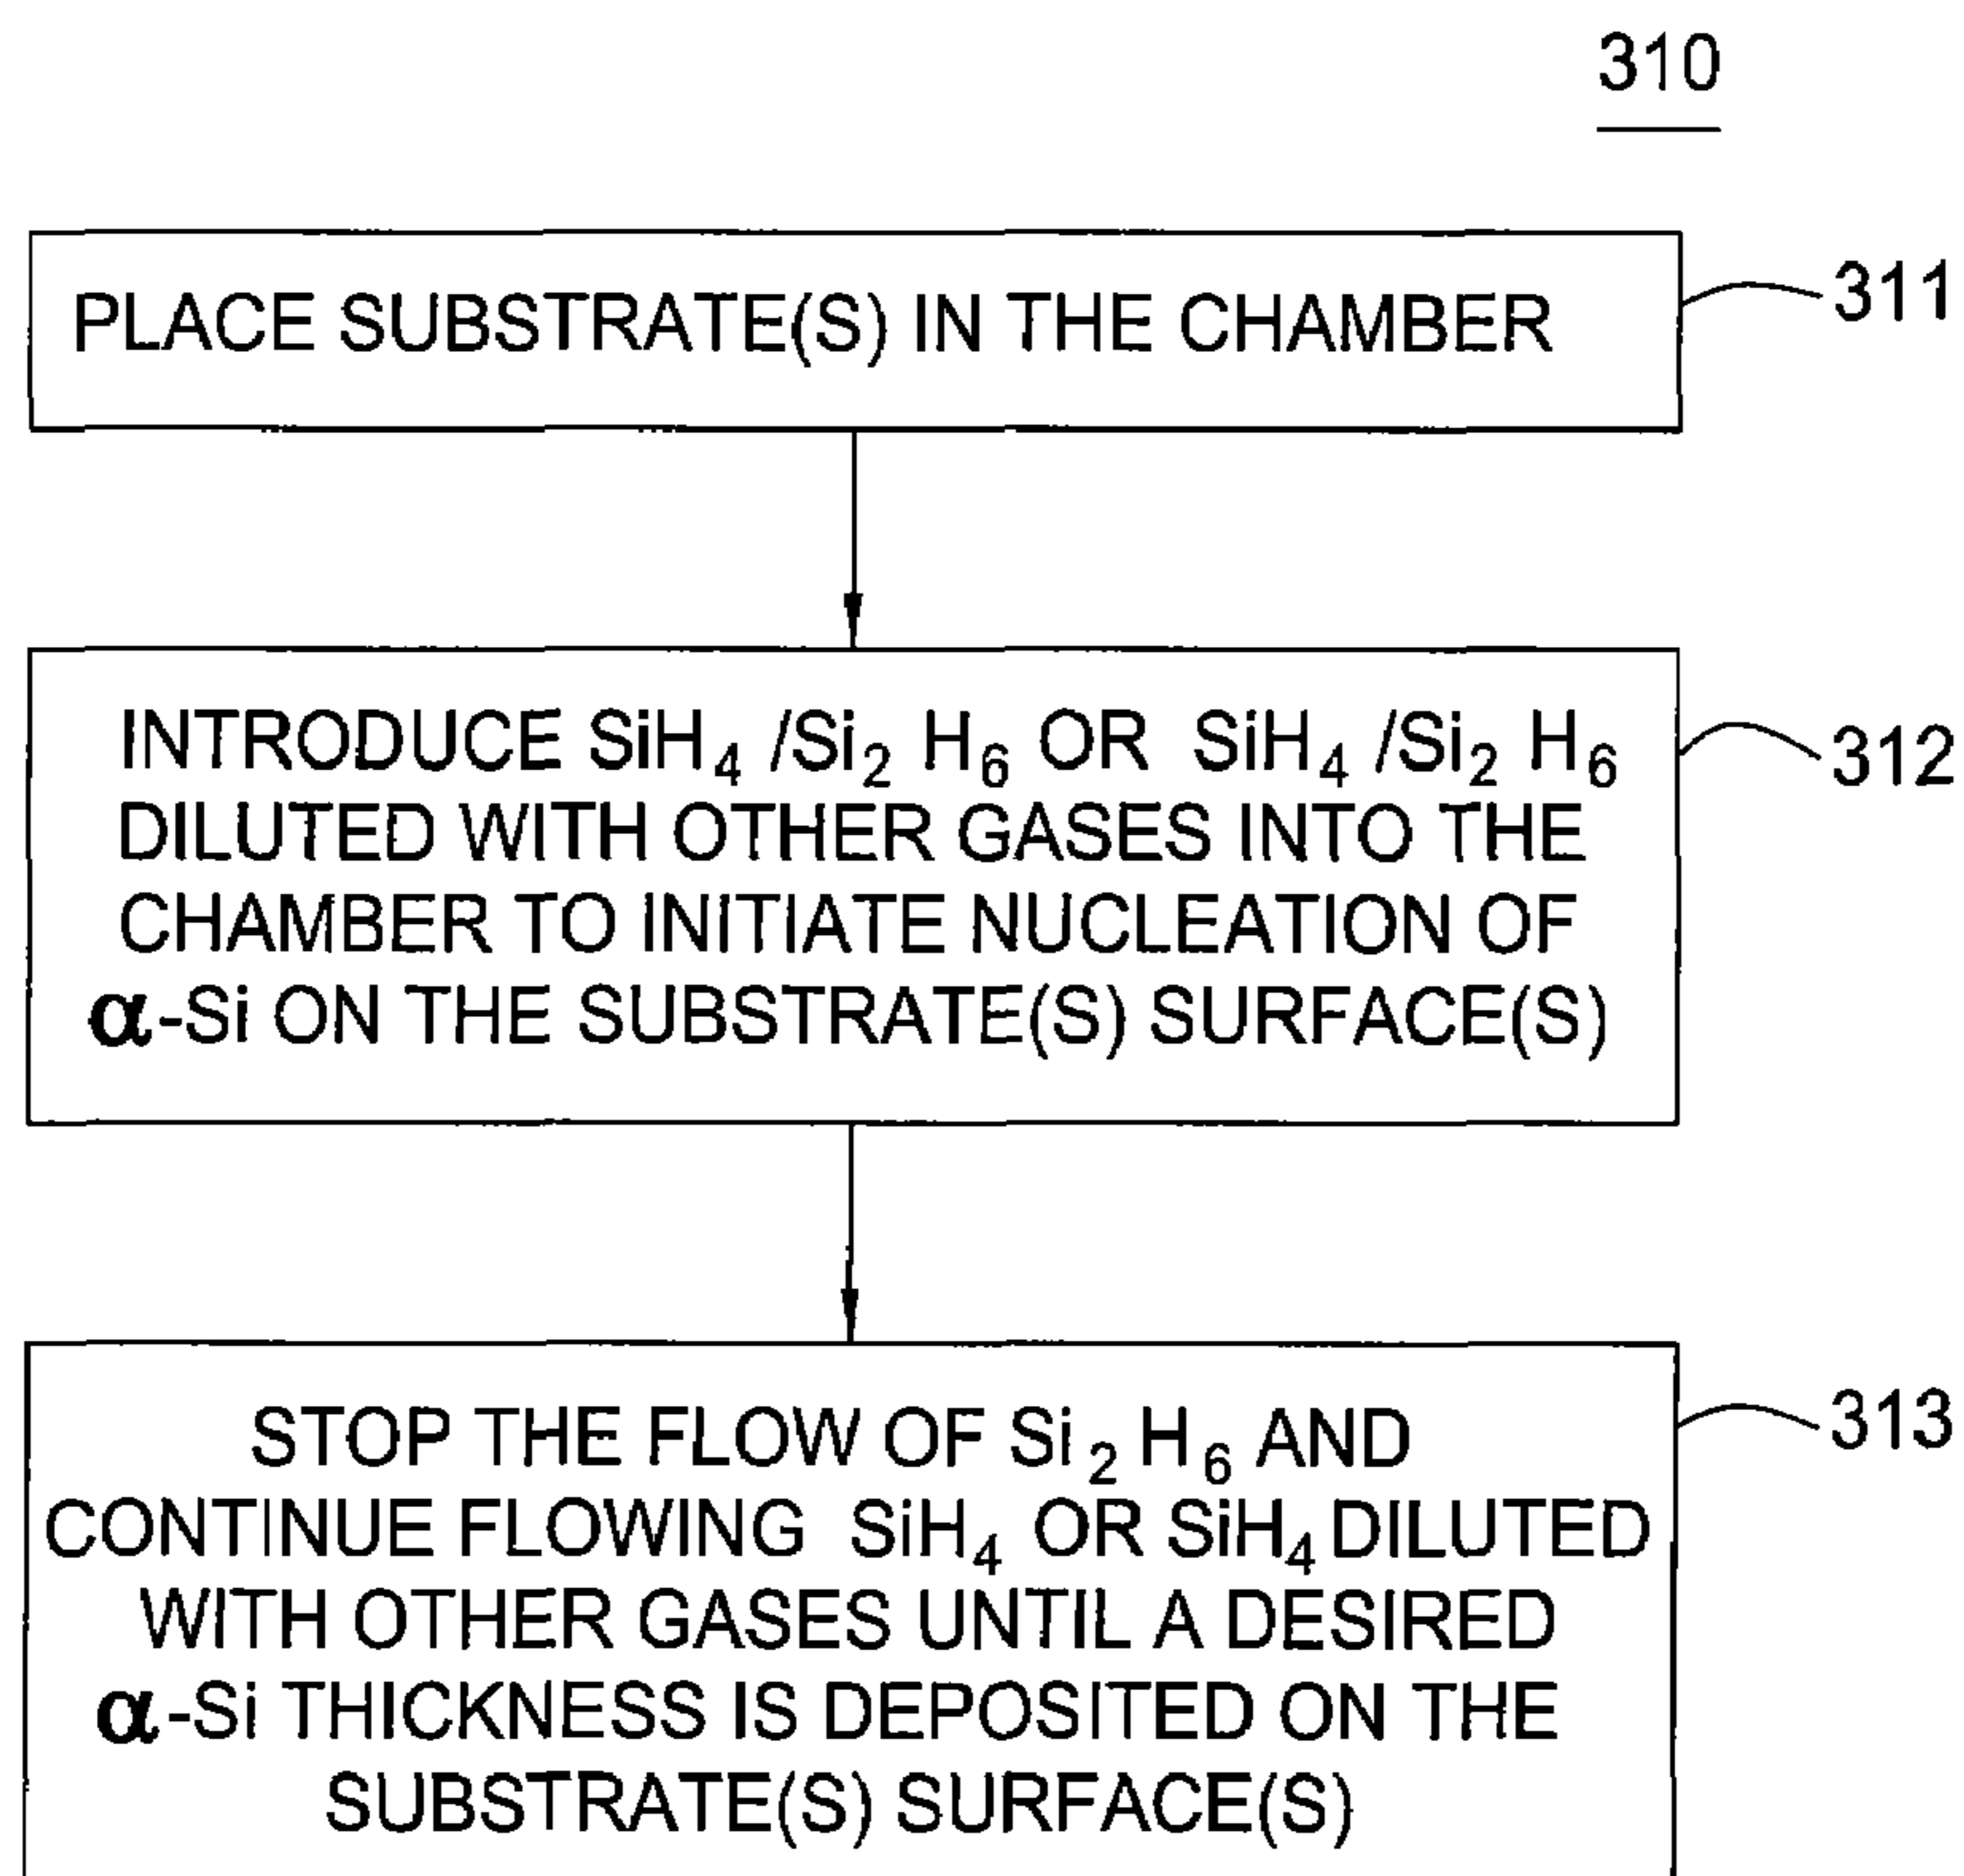 310
PLACE SUBSTRATE(S) IN THE CHAMBER
311
INTRODUCE SiH₄ /Si₂ H₆ OR SiH₄ /Si₂ H₆
DILUTED WITH OTHER GASES INTO THE
CHAMBER TO INITIATE NUCLEATION OF
α-Si ON THE SUBSTRATE(S) SURFACE(S)
312
STOP THE FLOW OF Si₂ H₆ AND
CONTINUE FLOWING SiH₄ OR SiH₄ DILUTED
WITH OTHER GASES UNTIL A DESIRED
α-Si THICKNESS IS DEPOSITED ON THE
SUBSTRATE(S) SURFACE(S)
313